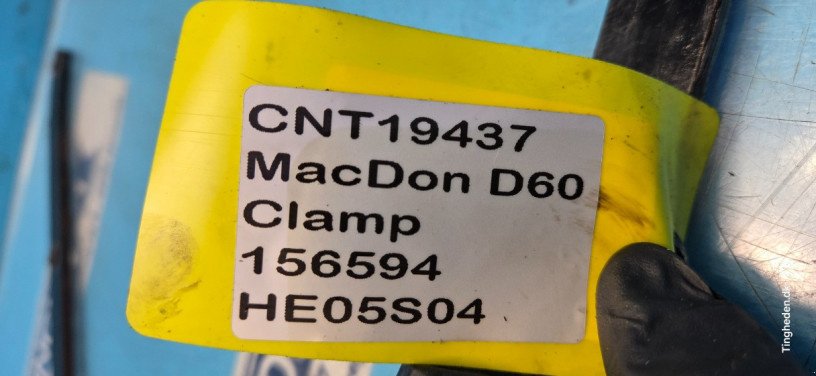 CNT19437
MacDon D60
Clamp
156594
HE05S04
Tingheden.dk